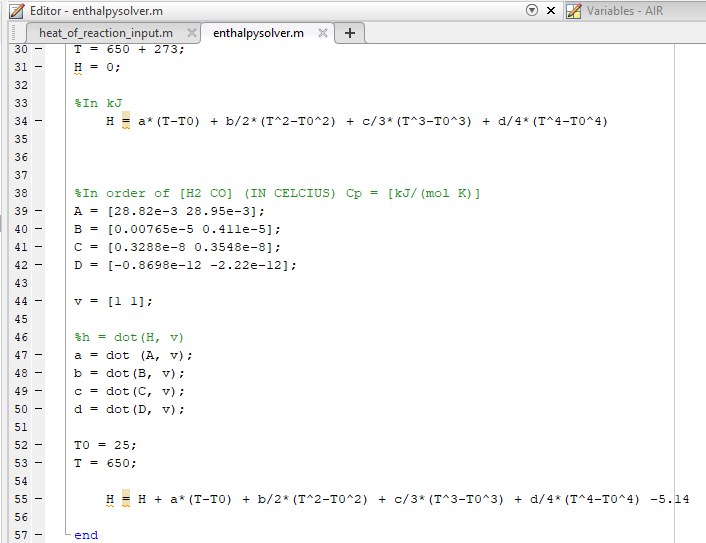 Editor - enthalpysolver.m
Variables - AIR
heat_of_reaction_input.m
enthalpysolver.m
30 - T = 650 + 273;
31 - H = 0;
32
33 %In kJ
34 - H = a*(T-T0) + b/2*(T^2-T0^2) + c/3*(T^3-T0^3) + d/4*(T^4-T0^4)
35
36
37
38 %In order of [H2 CO] (IN CELCIUS) Cp = [kJ/(mol K)]
39 - A = [28.82e-3 28.95e-3];
40 - B = [0.00765e-5 0.411e-5];
41 - C = [0.3288e-8 0.3548e-8];
42 - D = [-0.8698e-12 -2.22e-12];
43
44 - v = [1 1];
45
46 %h = dot(H, v)
47 - a = dot (A, v);
48 - b = dot(B, v);
49 - c = dot(C, v);
50 - d = dot(D, v);
51
52 - T0 = 25;
53 - T = 650;
54
55 - H = H + a*(T-T0) + b/2*(T^2-T0^2) + c/3*(T^3-T0^3) + d/4*(T^4-T0^4) -5.14
56
57 - end